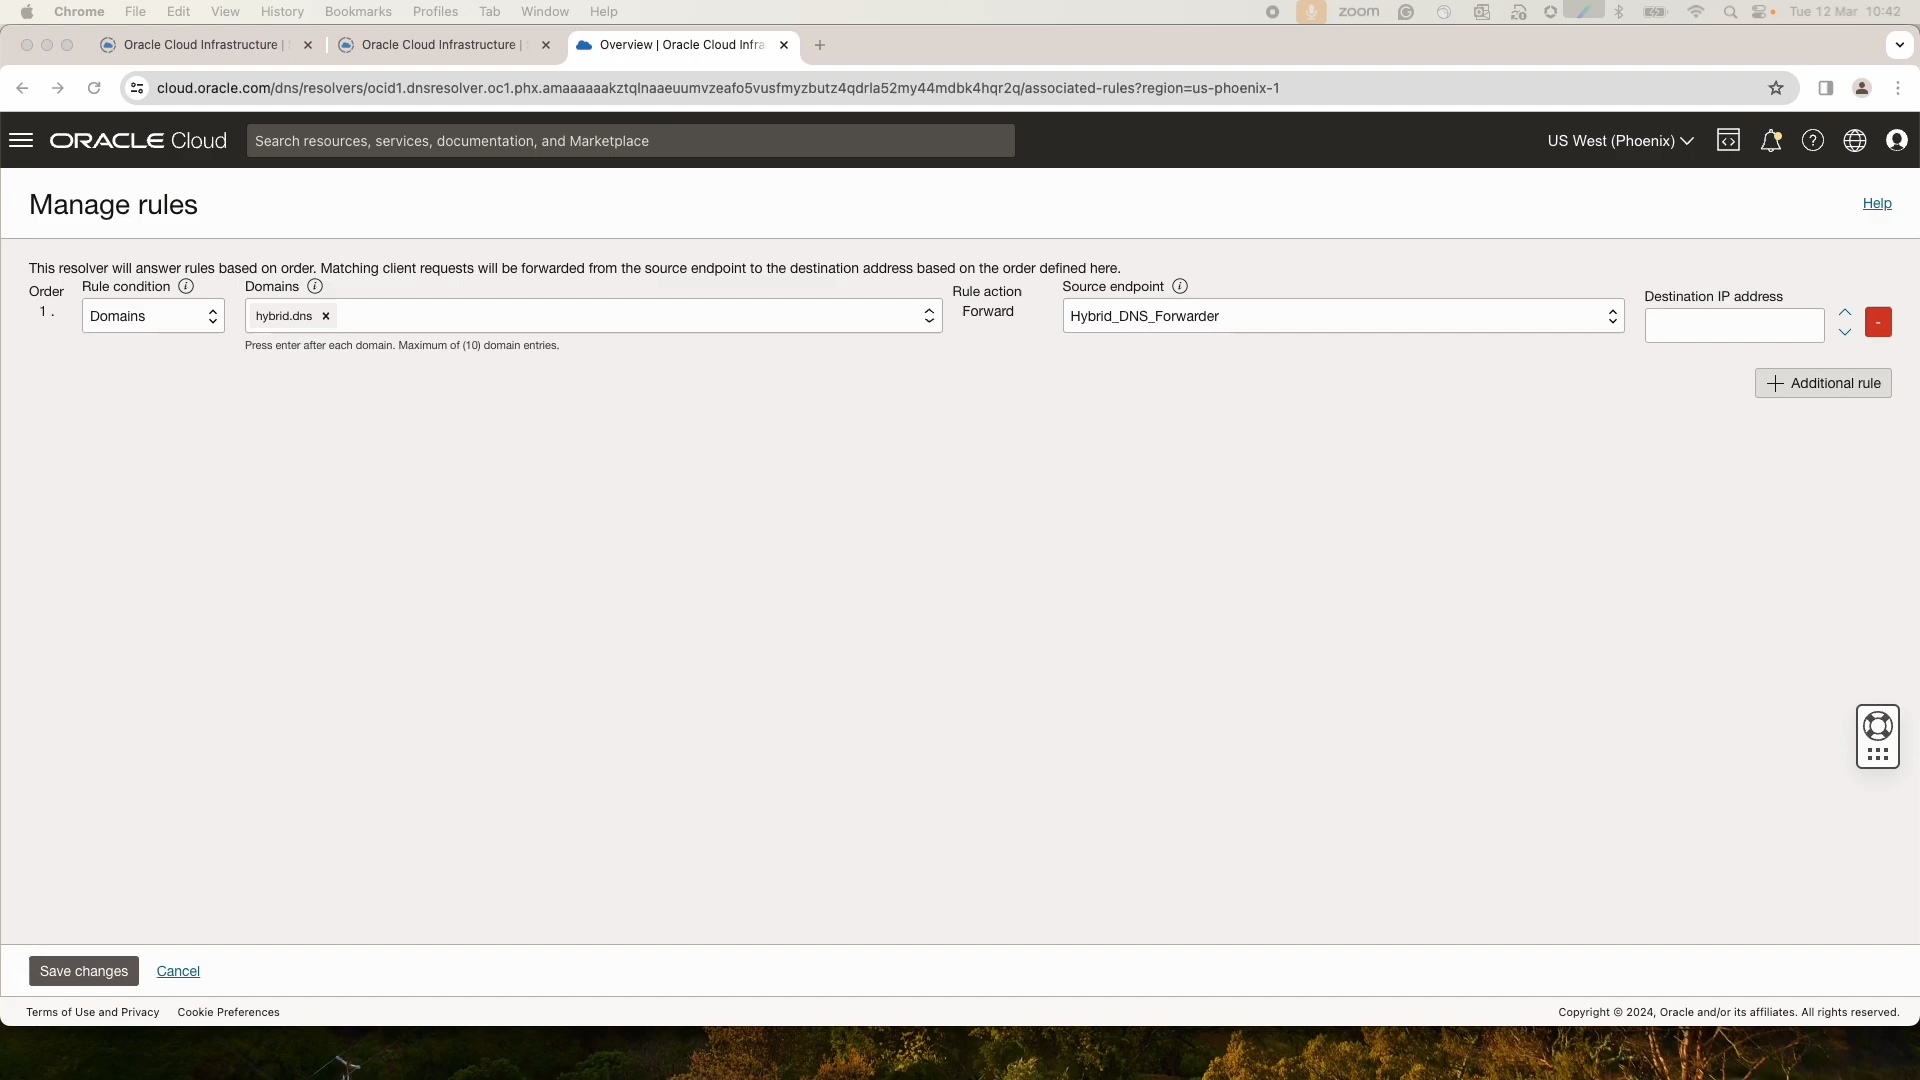 Chrome File Edit View History Bookmarks Profiles Tab Window Help zoom Tue 12 Mar 10:42
Oracle Cloud Infrastructure | Oracle Cloud Infrastructure | Overview | Oracle Cloud Infra
cloud.oracle.com/dns/resolvers/ocid1.dnsresolver.oc1.phx.amaaaaaakztqlnaaeuumvzeafo5vusfmyzbutz4qdrla52my44mdbk4hqr2q/associated-rules?region=us-phoenix-1
ORACLE Cloud Search resources, services, documentation, and Marketplace US West (Phoenix)
Manage rules Help
This resolver will answer rules based on order. Matching client requests will be forwarded from the source endpoint to the destination address based on the order defined here.
Order Rule condition Domains Rule action Source endpoint Destination IP address
1 . Domains hybrid.dns × Forward Hybrid_DNS_Forwarder -
Press enter after each domain. Maximum of (10) domain entries.
+ Additional rule
Save changes Cancel
Terms of Use and Privacy Cookie Preferences Copyright © 2024, Oracle and/or its affiliates. All rights reserved.